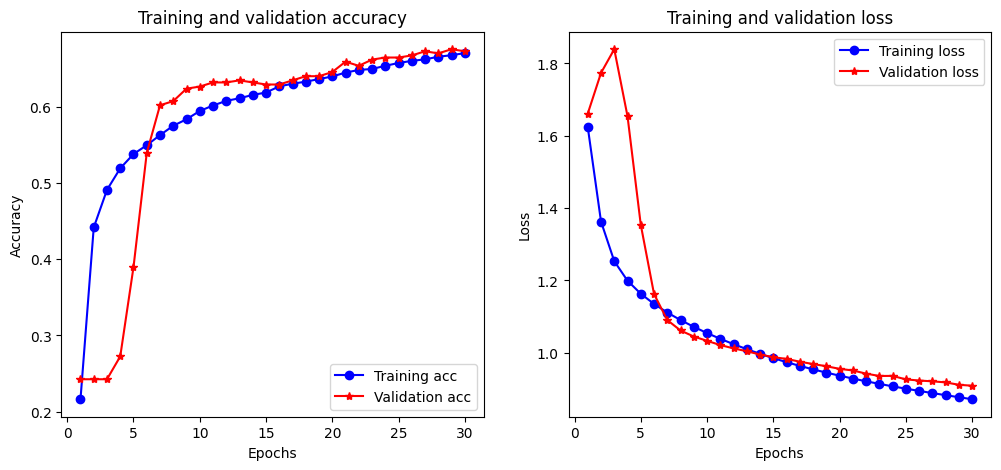 Training and validation accuracy
Accuracy
0.6
0.5
0.4
0.3
0.2
Training acc
Validation acc
0 5 10 15 20 25 30
Epochs
Training and validation loss
Loss
1.8
1.6
1.4
1.2
1.0
Training loss
Validation loss
0 5 10 15 20 25 30
Epochs